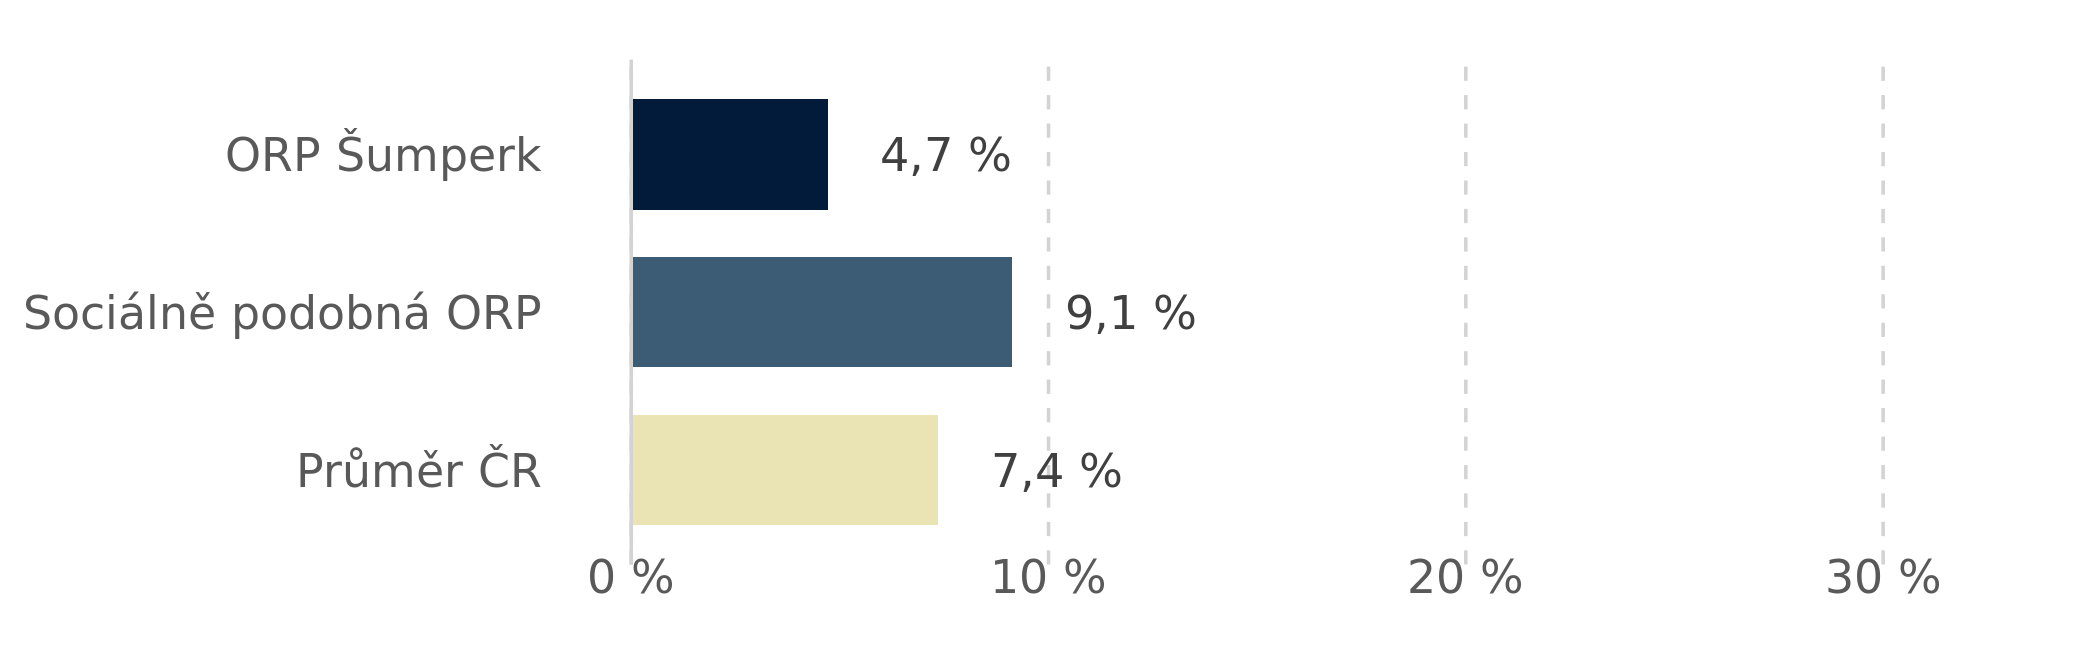 ORP Šumperk 4,7 %
Sociálně podobná ORP 9,1 %
Průměr ČR 7,4 %
0 % 10 % 20 % 30 %